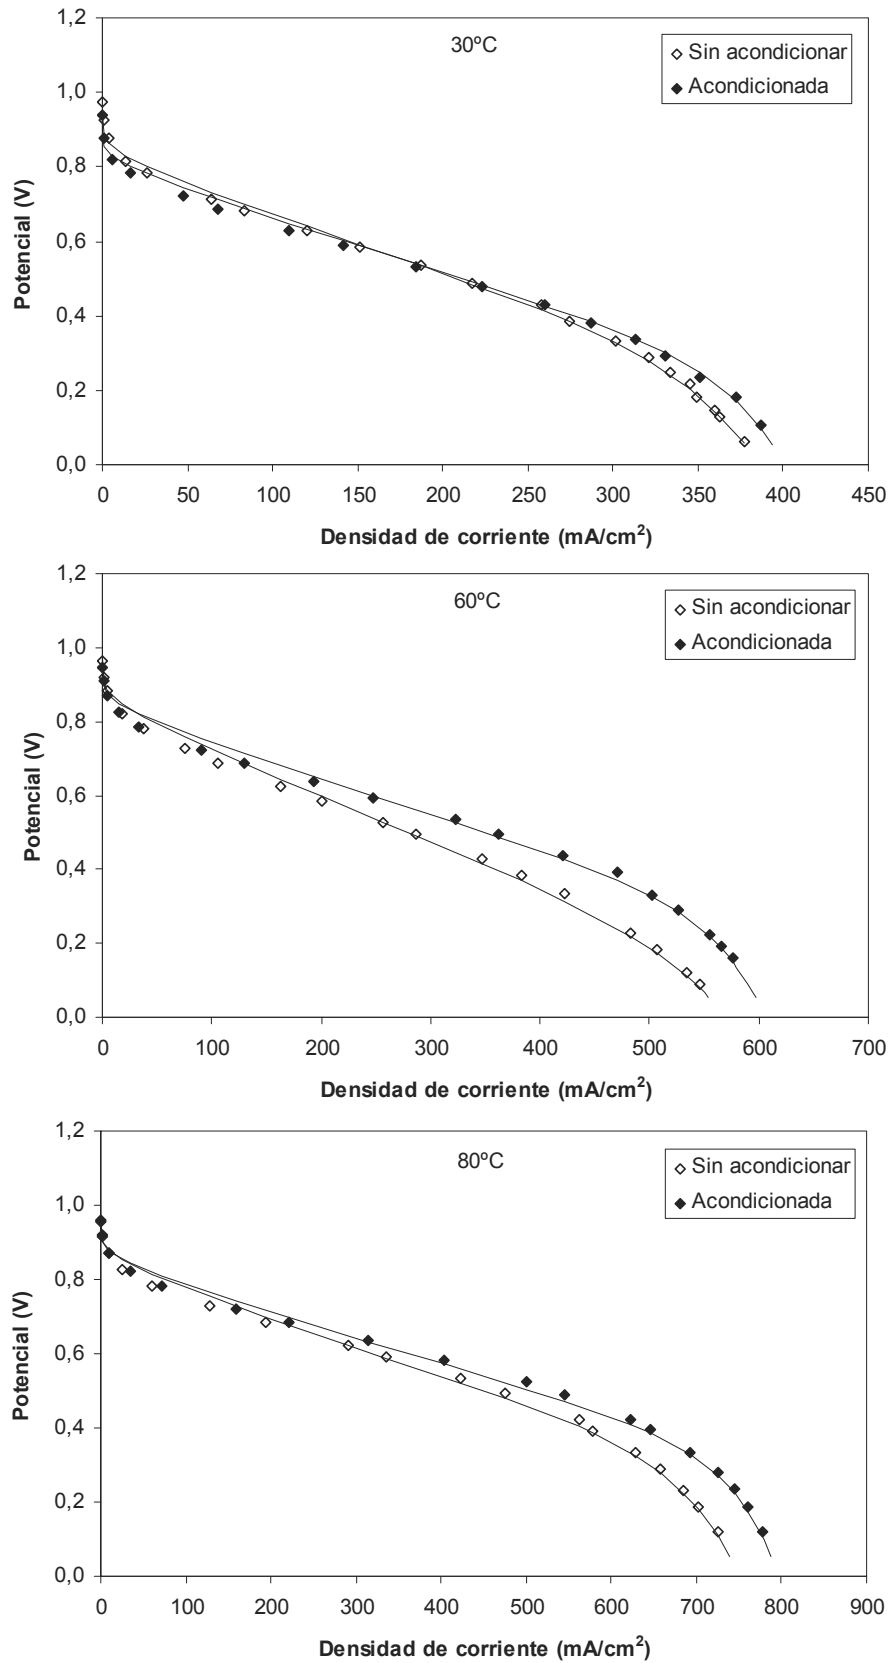 1,2
30ºC
Sin acondicionar
Acondicionada
1,0
0,8
0,6
0,4
0,2
0,0
Potencial (V)
0 50 100 150 200 250 300 350 400 450
Densidad de corriente (mA/cm²)
1,2
60ºC
Sin acondicionar
Acondicionada
1,0
0,8
0,6
0,4
0,2
0,0
Potencial (V)
0 100 200 300 400 500 600 700
Densidad de corriente (mA/cm²)
1,2
80ºC
Sin acondicionar
Acondicionada
1,0
0,8
0,6
0,4
0,2
0,0
Potencial (V)
0 100 200 300 400 500 600 700 800 900
Densidad de corriente (mA/cm²)